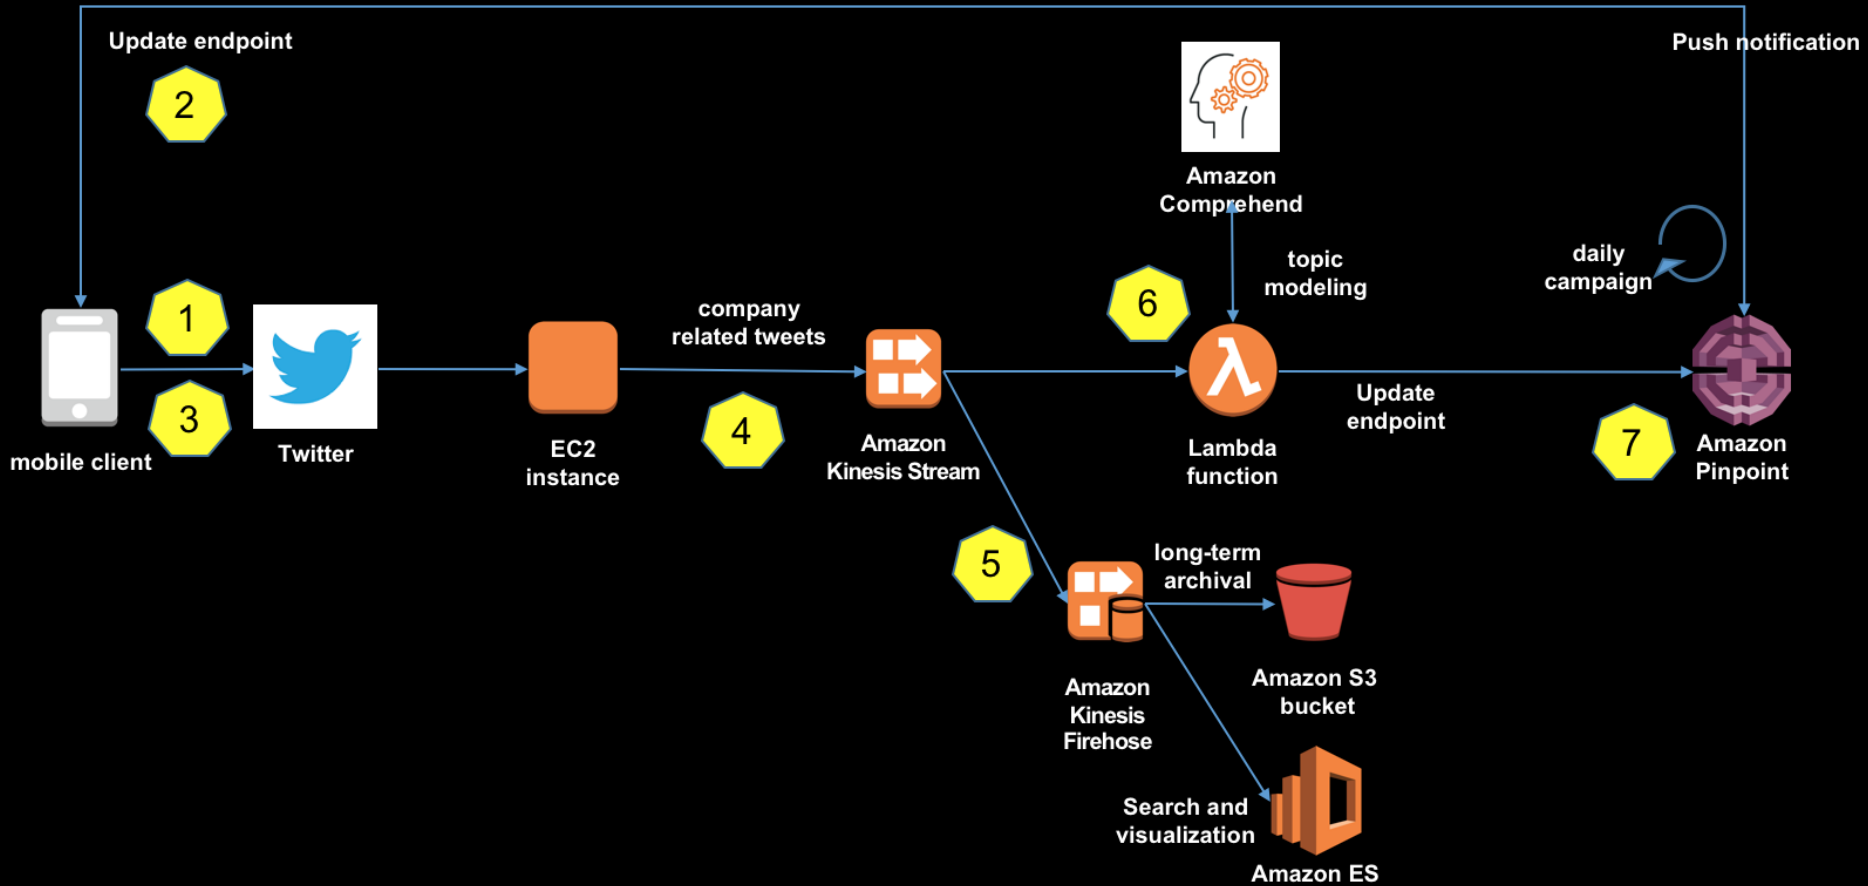 Update endpoint
Push notification
2
Amazon
Comprehend
daily
campaign
topic
modeling
1
6
company
related tweets
3
4
Update
endpoint
7
mobile client
Twitter
EC2
instance
Amazon
Kinesis Stream
Lambda
function
Amazon
Pinpoint
5
long-term
archival
Amazon
Kinesis
Firehose
Amazon S3
bucket
Search and
visualization
Amazon ES